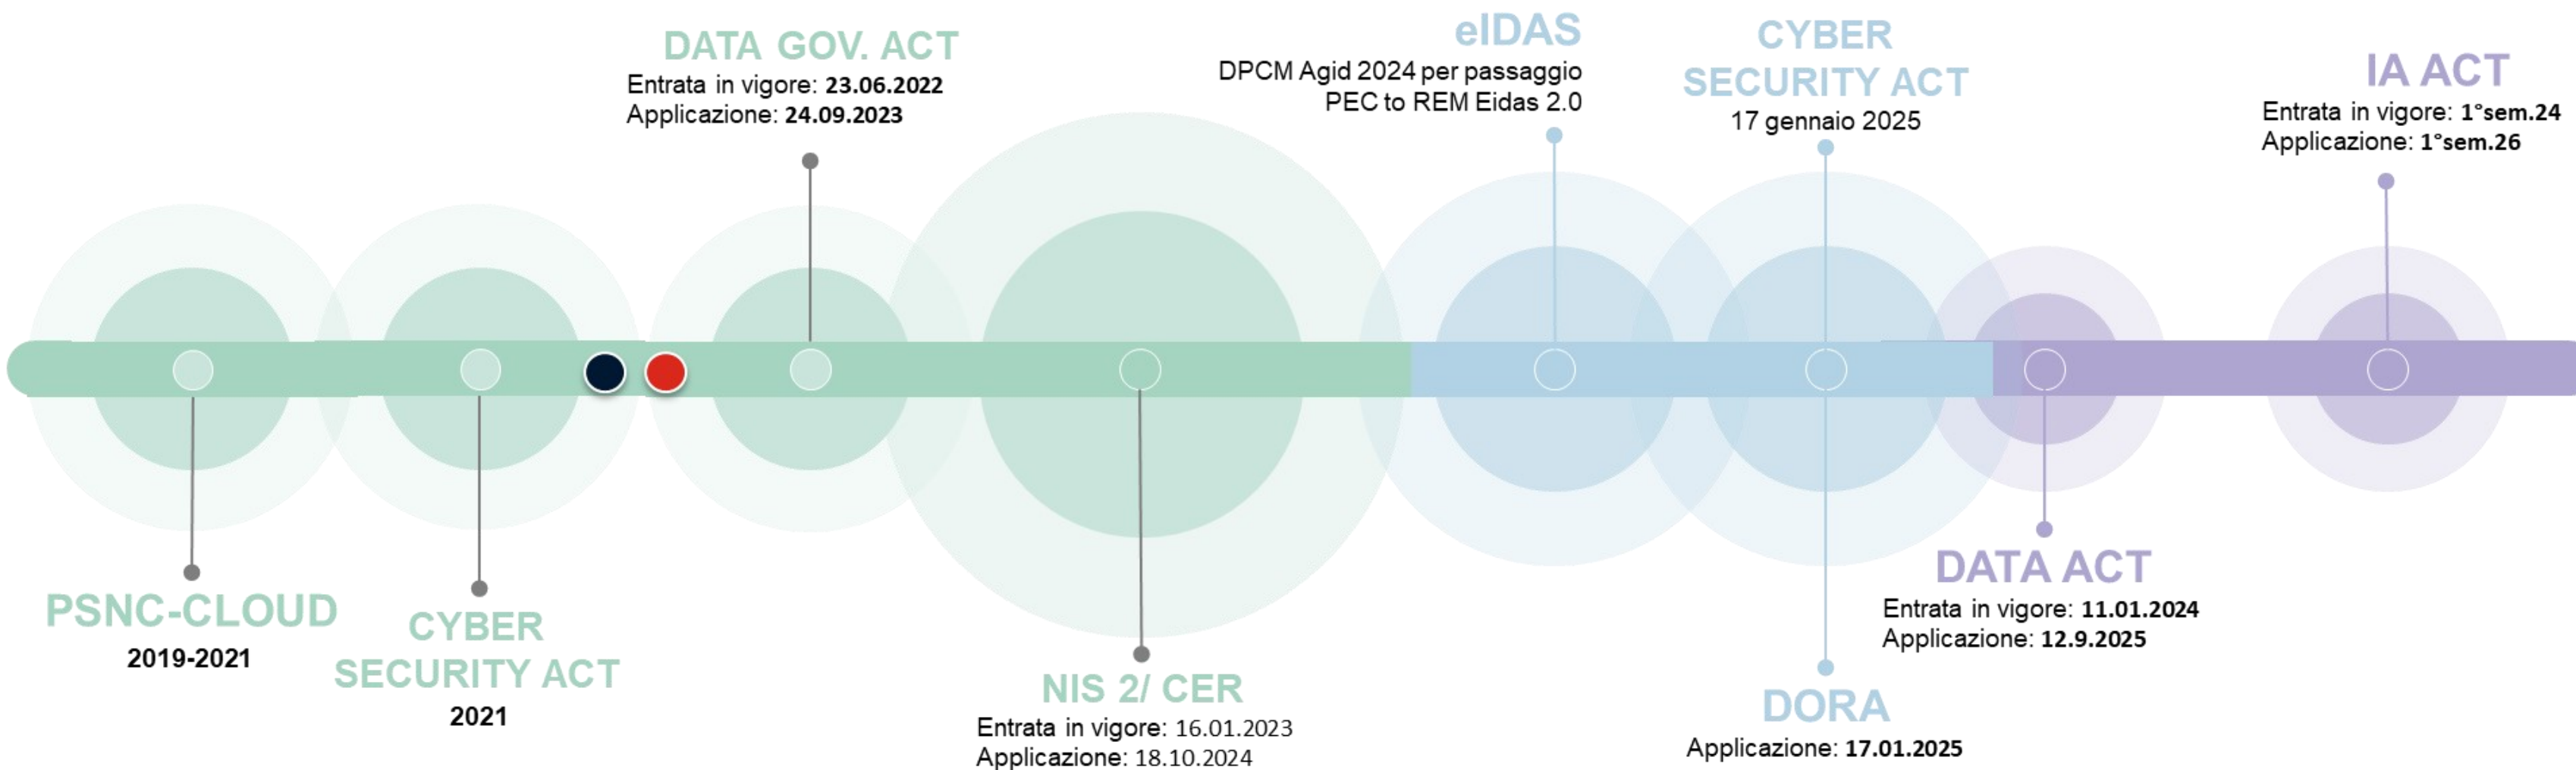 PSNC-CLOUD
2019-2021
CYBER
SECURITY ACT
2021
DATA GOV. ACT
Entrata in vigore: 23.06.2022
Applicazione: 24.09.2023
NIS 2/ CER
Entrata in vigore: 16.01.2023
Applicazione: 18.10.2024
eIDAS
DPCM Agid 2024 per passaggio
PEC to REM Eidas 2.0
CYBER
SECURITY ACT
17 gennaio 2025
DORA
Applicazione: 17.01.2025
DATA ACT
Entrata in vigore: 11.01.2024
Applicazione: 12.9.2025
IA ACT
Entrata in vigore: 1°sem.24
Applicazione: 1°sem.26